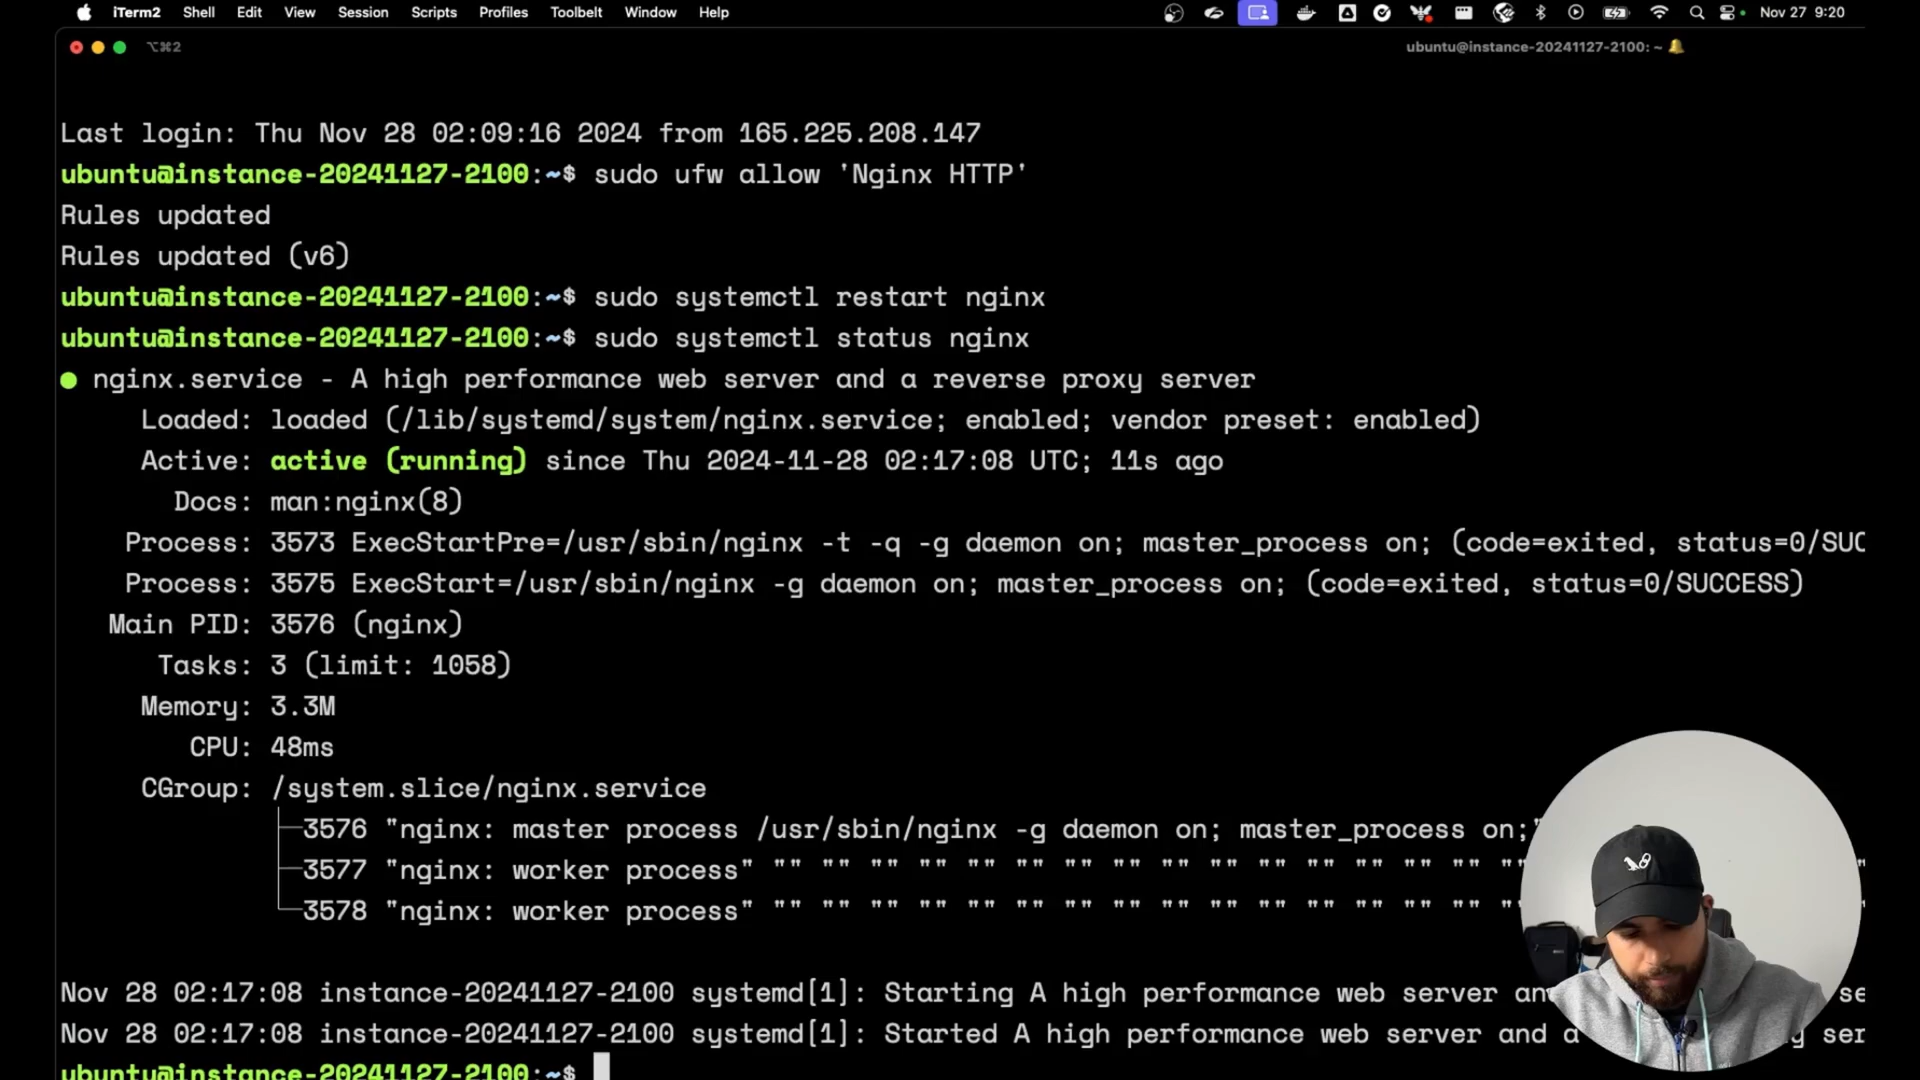 iTerm2 Shell Edit View Session Scripts Profiles Toolbelt Window Help Nov 27 9:20
⌥⌘2 ubuntu@instance-20241127-2100: ~
Last login: Thu Nov 28 02:09:16 2024 from 165.225.208.147
ubuntu@instance-20241127-2100:~$ sudo ufw allow 'Nginx HTTP'
Rules updated
Rules updated (v6)
ubuntu@instance-20241127-2100:~$ sudo systemctl restart nginx
ubuntu@instance-20241127-2100:~$ sudo systemctl status nginx
● nginx.service - A high performance web server and a reverse proxy server
Loaded: loaded (/lib/systemd/system/nginx.service; enabled; vendor preset: enabled)
Active: active (running) since Thu 2024-11-28 02:17:08 UTC; 11s ago
Docs: man:nginx(8)
Process: 3573 ExecStartPre=/usr/sbin/nginx -t -q -g daemon on; master_process on; (code=exited, status=0/SUC
Process: 3575 ExecStart=/usr/sbin/nginx -g daemon on; master_process on; (code=exited, status=0/SUCCESS)
Main PID: 3576 (nginx)
Tasks: 3 (limit: 1058)
Memory: 3.3M
CPU: 48ms
CGroup: /system.slice/nginx.service
├─3576 "nginx: master process /usr/sbin/nginx -g daemon on; master_process on;"
├─3577 "nginx: worker process" "" "" "" "" "" "" "" "" "" "" "" "" "" "" "" ""
└─3578 "nginx: worker process" "" "" "" "" "" "" "" "" "" "" "" "" "" "" "" ""
Nov 28 02:17:08 instance-20241127-2100 systemd[1]: Starting A high performance web server an se
Nov 28 02:17:08 instance-20241127-2100 systemd[1]: Started A high performance web server and a y ser
ubuntu@instance-20241127-2100:~$